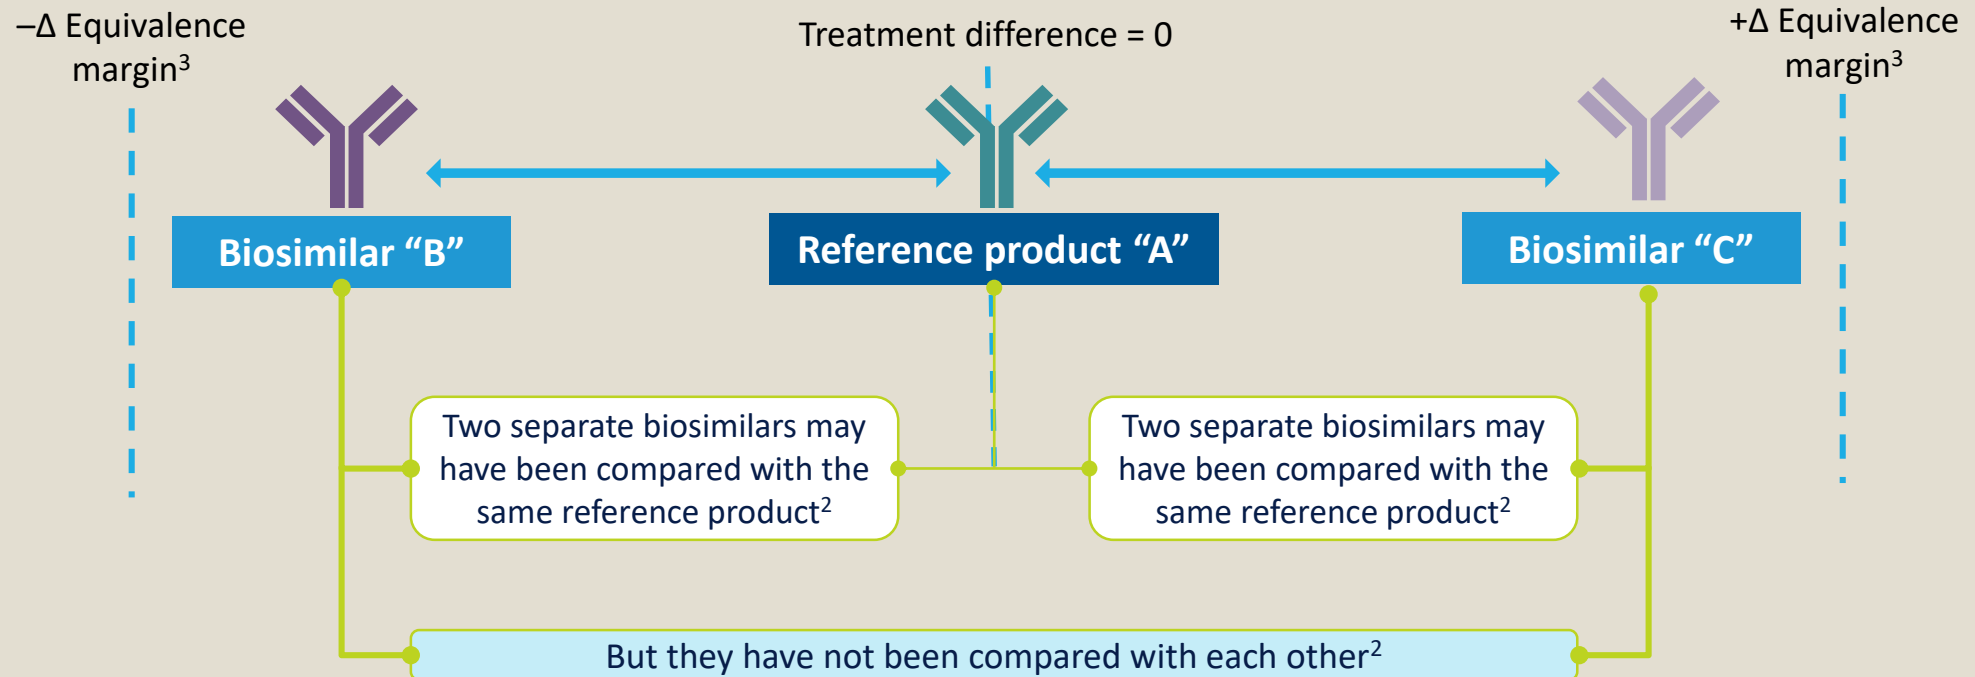 –Δ Equivalence
margin³
Treatment difference = 0
+Δ Equivalence
margin³
Biosimilar “B”
Reference product “A”
Biosimilar “C”
Two separate biosimilars may
have been compared with the
same reference product²
Two separate biosimilars may
have been compared with the
same reference product²
But they have not been compared with each other²